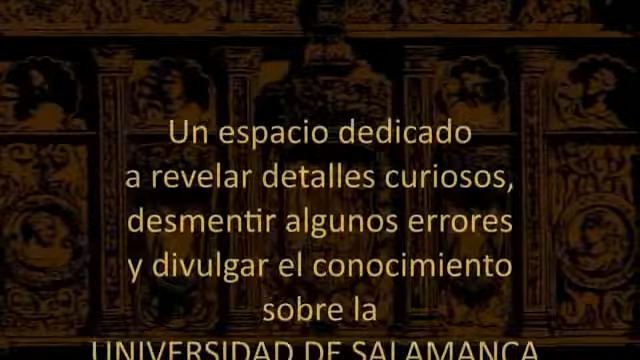 Un espacio dedicado
a revelar detalles curiosos,
desmentir algunos errores
y divulgar el conocimiento
sobre la
UNIVERSIDAD DE SALAMANCA